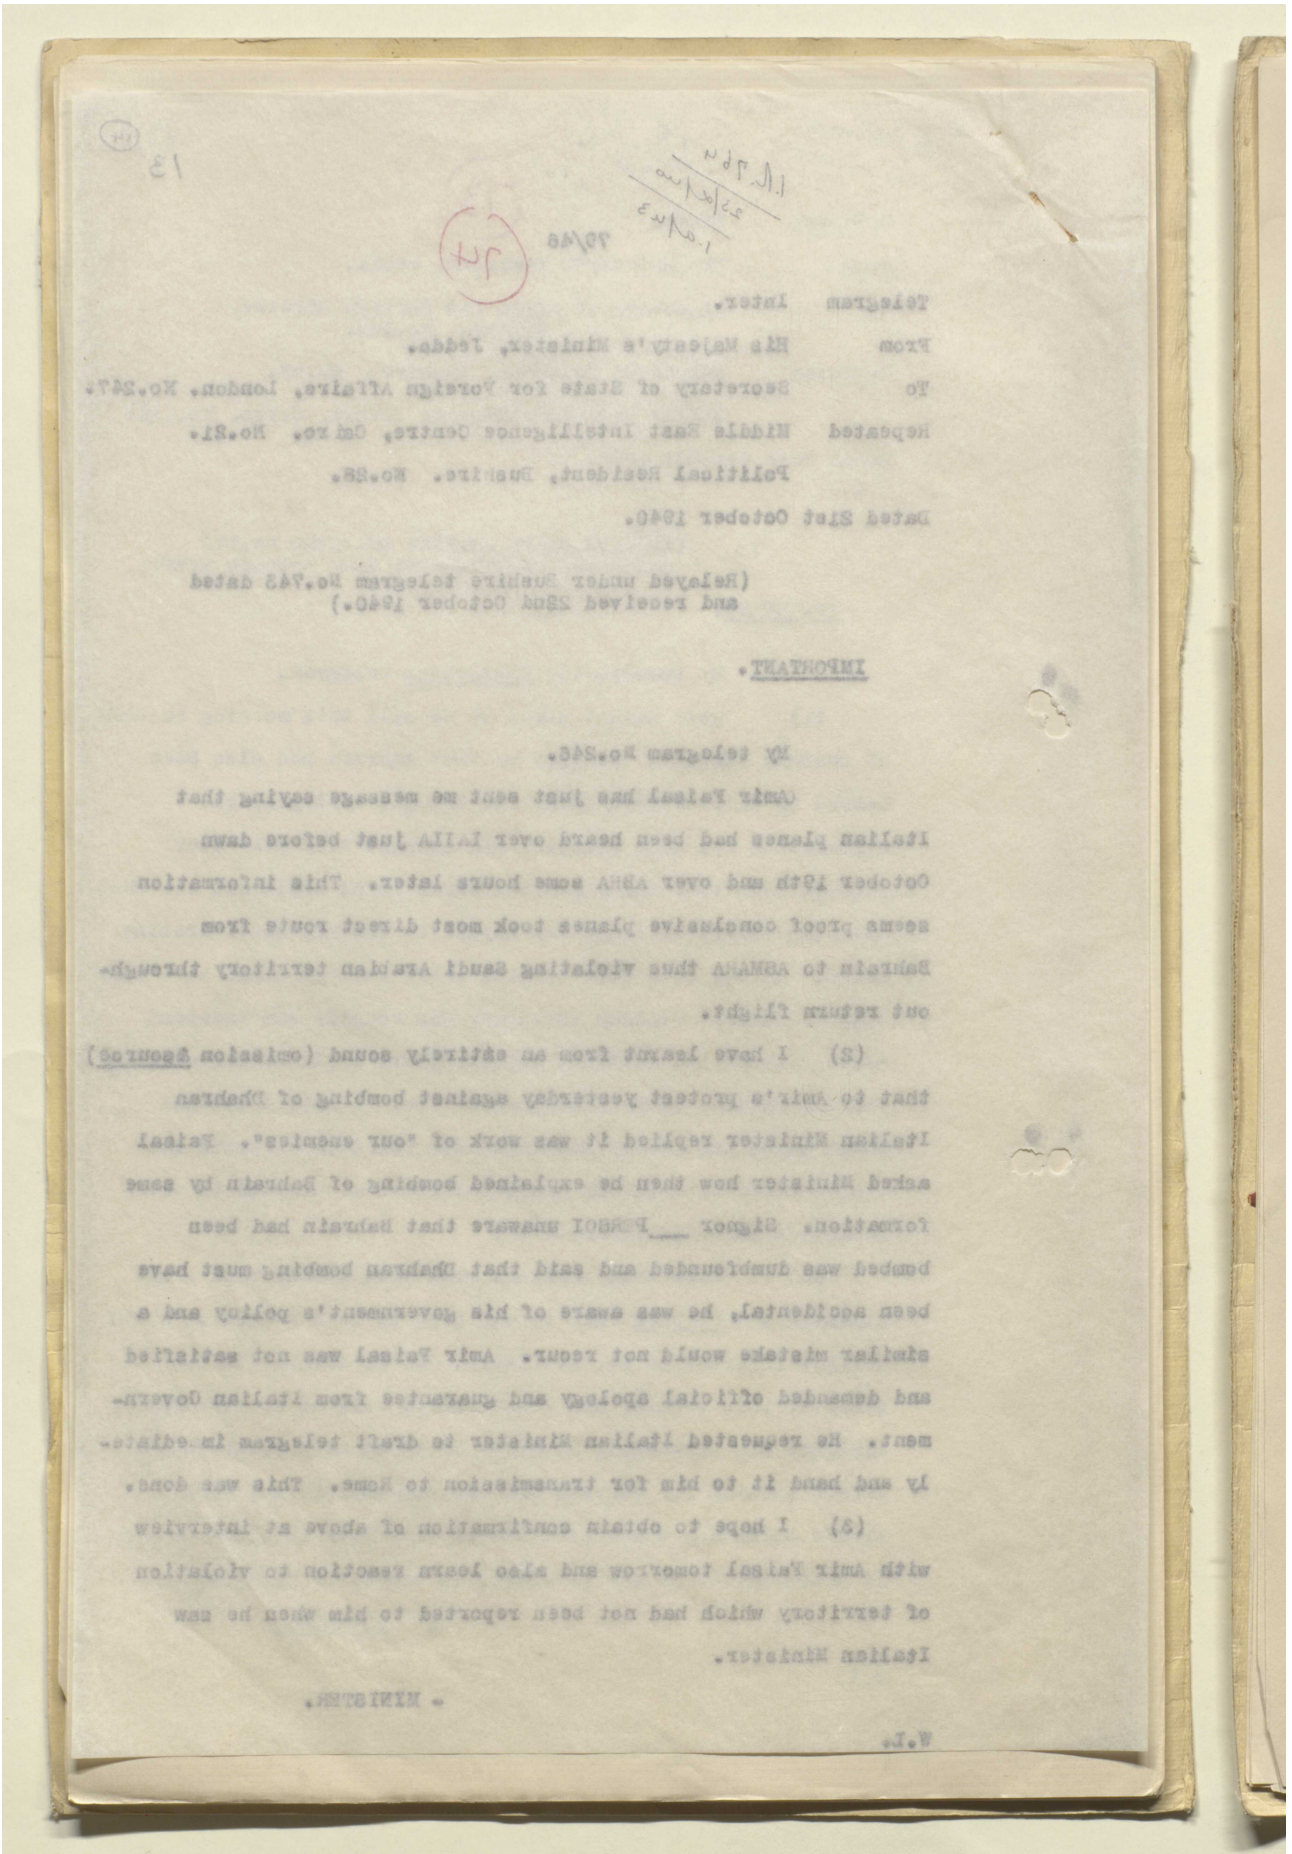 13
79/46
74
Telegram Inter.
From His Majesty's Minister, Jedda.
To Secretary of State for Foreign Affairs, London. No.247.
Repeated Middle East Intelligence Centre, Cairo. No.21.
Political Resident, Bushire. No.28.
Dated 21st October 1940.
(Relayed under Bushire telegram No.743 dated
and received 22nd October 1940.)
IMPORTANT.
My telegram No.246.
Amir Faisal has just sent me message saying that
Italian planes had been heard over LAILA just before dawn
October 19th and over ABHA some hours later. This information
seems proof conclusive planes took most direct route from
Bahrain to ASMARA thus violating Saudi Arabian territory through-
out return flight.
(2) I have learnt from an entirely sound (omission ?source)
that to Amir's protest yesterday against bombing of Dhahran
Italian Minister replied it was work of "our enemies". Faisal
asked Minister how then he explained bombing of Bahrain by same
formation. Signor unaware that Bahrain had been
bombed was dumbfounded and said that Dhahran bombing must have
been accidental, he was aware of his government's policy and a
similar mistake would not recur. Amir Faisal was not satisfied
and demanded official apology and guarantee from Italian Govern-
ment. He requested Italian Minister to draft telegram immediate-
ly and hand it to him for transmission to Rome. This was done.
(3) I hope to obtain confirmation of above at interview
with Amir Faisal tomorrow and also learn reaction to violation
of territory which had not been reported to him when he saw
Italian Minister.
- MINISTER.
W.L.